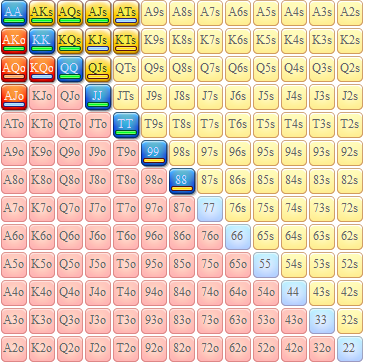 AA AKs AQs AJs ATs A9s A8s A7s A6s A5s A4s A3s A2s
AKo KK KQs KJs KTs K9s K8s K7s K6s K5s K4s K3s K2s
AQo KQo QQ QJs QTs Q9s Q8s Q7s Q6s Q5s Q4s Q3s Q2s
AJo KJo QJo JJ JTs J9s J8s J7s J6s J5s J4s J3s J2s
ATo KTo QTo JTo TT T9s T8s T7s T6s T5s T4s T3s T2s
A9o K9o Q9o J9o T9o 99 98s 97s 96s 95s 94s 93s 92s
A8o K8o Q8o J8o T8o 98o 88 87s 86s 85s 84s 83s 82s
A7o K7o Q7o J7o T7o 97o 87o 77 76s 75s 74s 73s 72s
A6o K6o Q6o J6o T6o 96o 86o 76o 66 65s 64s 63s 62s
A5o K5o Q5o J5o T5o 95o 85o 75o 65o 55 54s 53s 52s
A4o K4o Q4o J4o T4o 94o 84o 74o 64o 54o 44 43s 42s
A3o K3o Q3o J3o T3o 93o 83o 73o 63o 53o 43o 33 32s
A2o K2o Q2o J2o T2o 92o 82o 72o 62o 52o 42o 32o 22